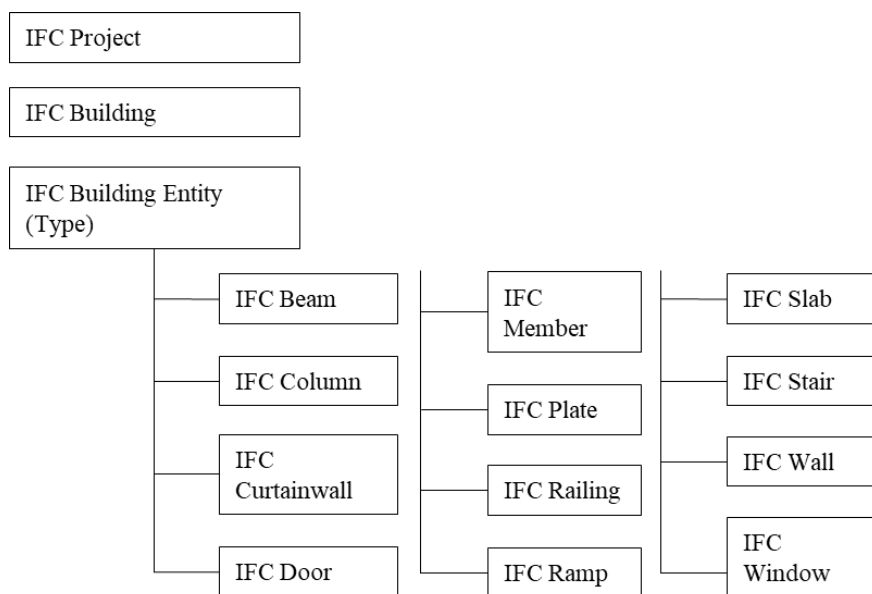 IFC Project
IFC Building
IFC Building Entity
(Type)
IFC Beam
IFC Column
IFC
Curtainwall
IFC Door
IFC
Member
IFC Plate
IFC Railing
IFC Ramp
IFC Slab
IFC Stair
IFC Wall
IFC
Window